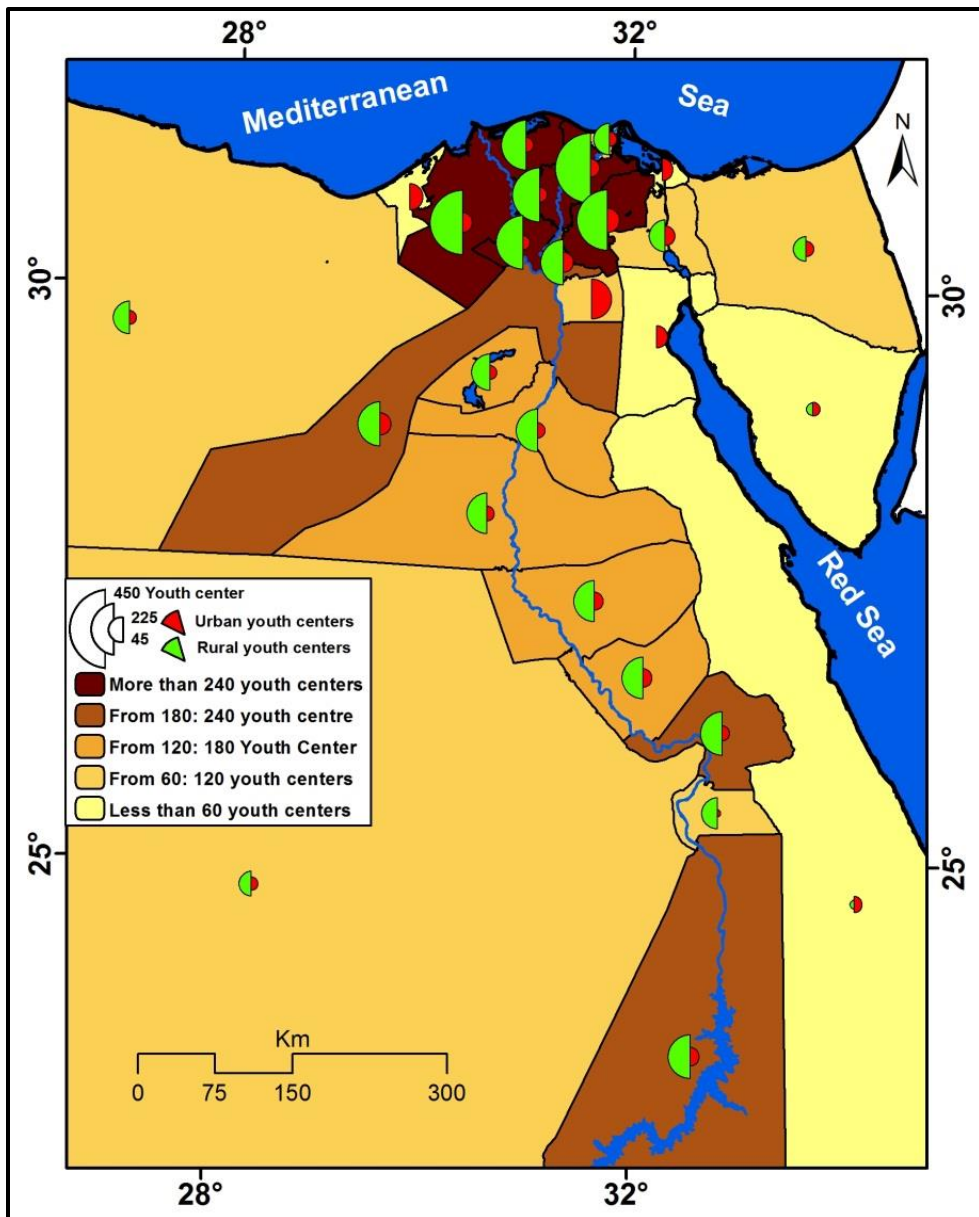 28°
32°
Mediterranean
Sea
N
30°
30°
Red Sea
450 Youth center
225
Urban youth centers
45
Rural youth centers
More than 240 youth centers
From 180: 240 youth centre
From 120: 180 Youth Center
From 60: 120 youth centers
Less than 60 youth centers
25°
25°
Km
0 75 150 300
28°
32°